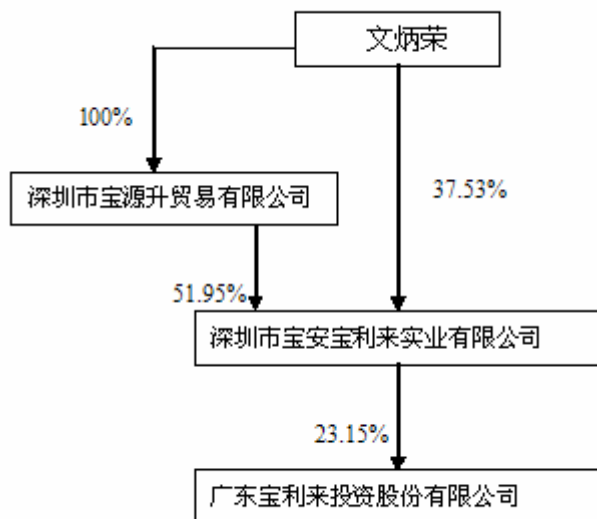 文炳荣
100%
深圳市宝源升贸易有限公司
37.53%
51.95%
深圳市宝安宝利来实业有限公司
23.15%
广东宝利来投资股份有限公司